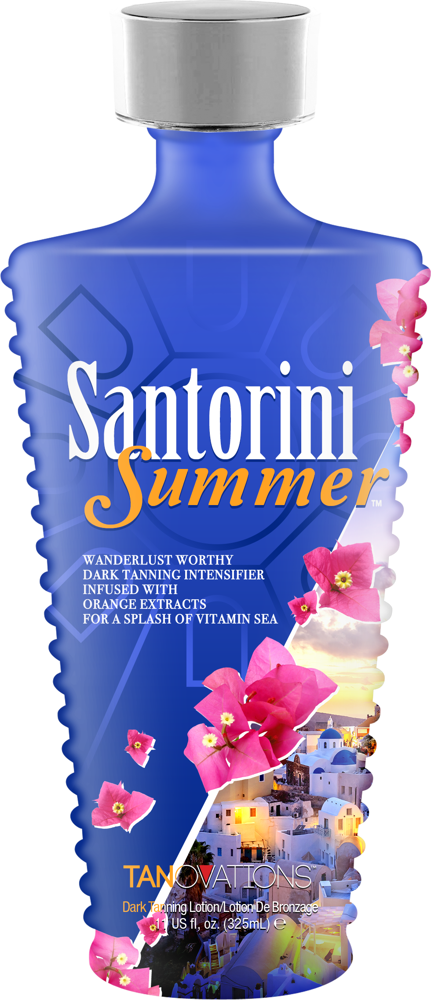 Santorini
Summer™
WANDERLUST WORTHY
DARK TANNING INTENSIFIER
INFUSED WITH
ORANGE EXTRACTS
FOR A SPLASH OF VITAMIN SEA
TANOVATIONS™
Dark Tanning Lotion/Lotion De Bronzage
11 US fl, oz. (325mL) ℮